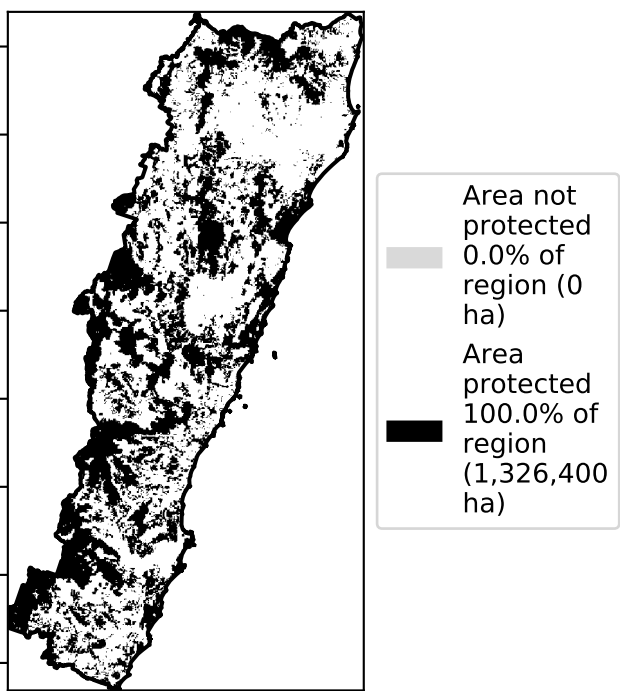 Area not
protected
0.0% of
region (0
ha)
Area
protected
100.0% of
region
(1,326,400
ha)